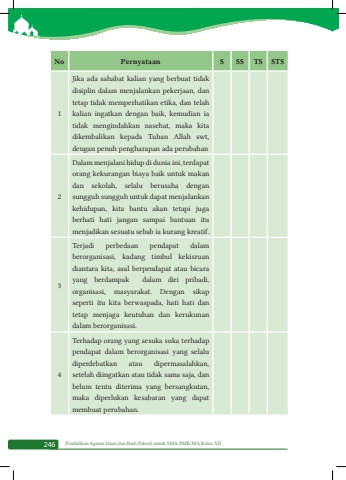 No Pernyataan S SS TS STS
Jika ada sahabat kalian yang berbuat tidak
disiplin dalam menjalankan pekerjaan, dan
tetap tidak memperhatikan etika, dan telah
1 kalian ingatkan dengan baik, kemudian ia
tidak mengindahkan nasehat, maka kita
dikembalikan kepada Tuhan Allah swt,
dengan penuh pengharapan ada perubahan
Dalam menjalani hidup di dunia ini, terdapat
orang kekurangan biaya baik untuk makan
dan sekolah, selalu berusaha dengan
2 sungguh sungguh untuk dapat menjalankan
kehidupan, kita bantu akan tetapi juga
berhati hati jangan sampai bantuan itu
menjadikan sesuatu sebab ia kurang kreatif.
Terjadi perbedaan pendapat dalam
berorganisasi, kadang timbul kekisruan
diantara kita, asal berpendapat atau bicara
3 yang berdampak dalam diri pribadi,
organisasi, masyarakat. Dengan sikap
seperti itu kita berwaspada, hati hati dan
tetap menjaga keutuhan dan kerukunan
dalam berorganisasi.
Terhadap orang yang sesuka suka terhadap
pendapat dalam berorganisasi yang selalu
diperdebatkan atau dipermasalahkan,
4 setelah diingatkan atau tidak sama saja, dan
belum tentu diterima yang bersangkutan,
maka diperlukan kesabaran yang dapat
membuat perubahan.
246 Pendidikan Agama Islam dan Budi Pekerti untuk SMA/SMK/MA Kelas XII